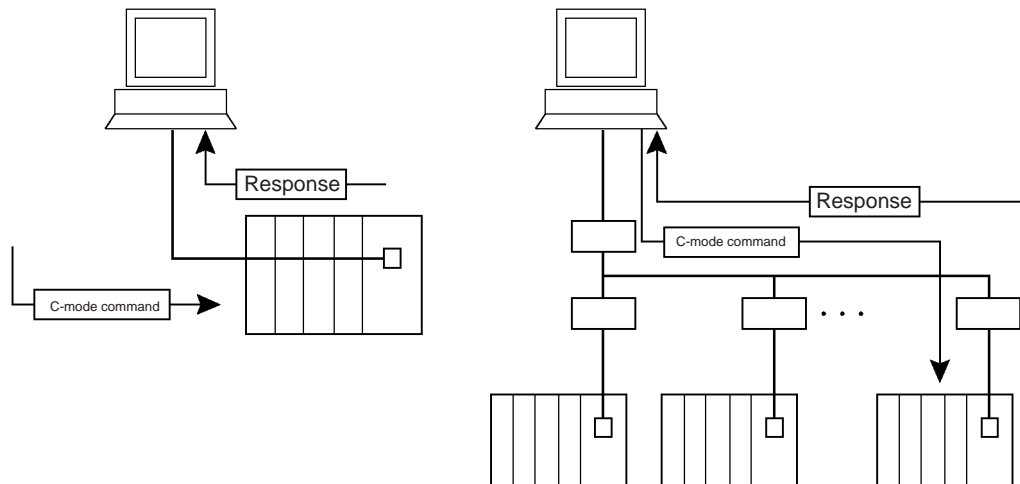 Response
C-mode command
Response
C-mode command
. . .